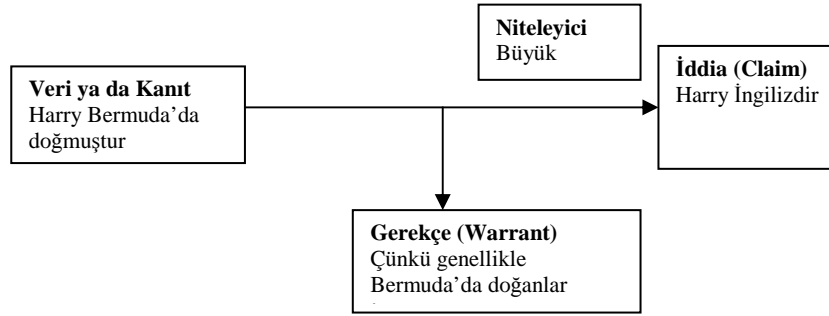 Niteleyici
Büyük
Veri ya da Kanıt
Harry Bermuda’da
doğmuştur
İddia (Claim)
Harry İngilizdir
Gerekçe (Warrant)
Çünkü genellikle
Bermuda’da doğanlar